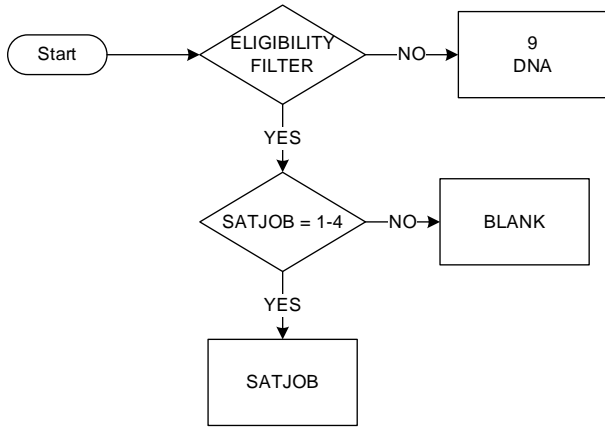 Start
ELIGIBILITY
FILTER
NO
9
DNA
YES
SATJOB = 1-4
NO
BLANK
YES
SATJOB